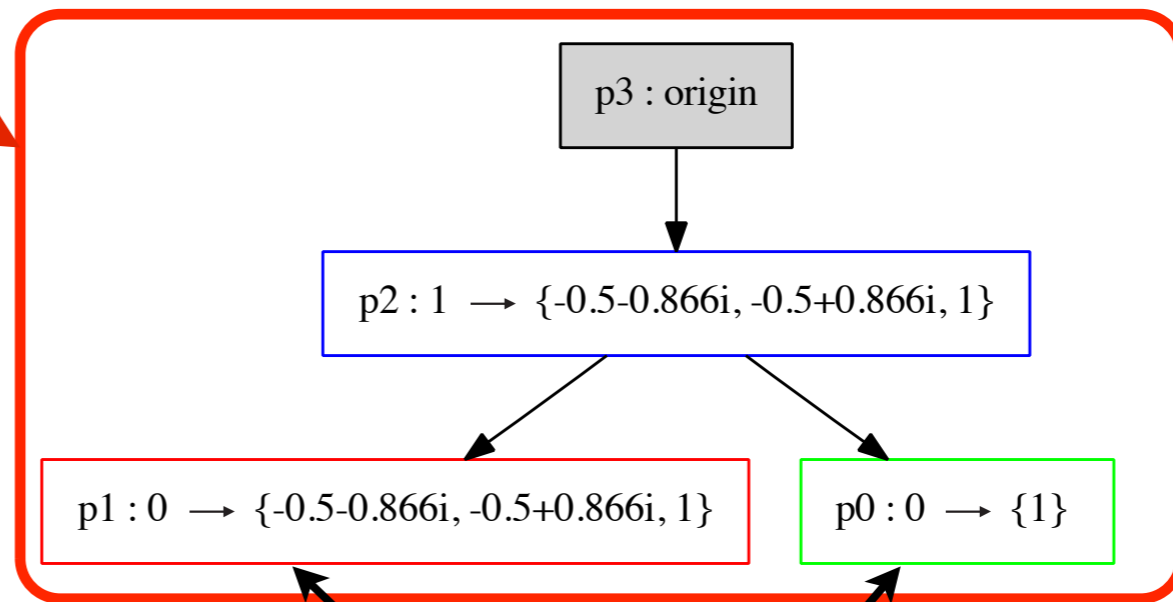 p3 : origin
p2 : 1 → {-0.5-0.866i, -0.5+0.866i, 1}
p1 : 0 → {-0.5-0.866i, -0.5+0.866i, 1}
p0 : 0 → {1}